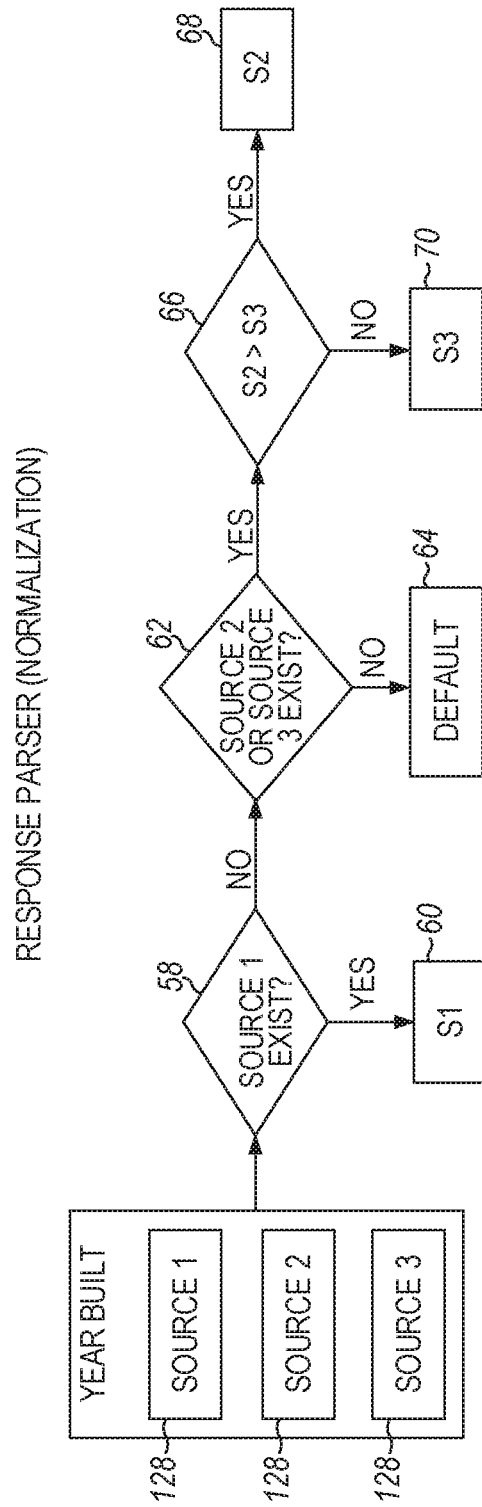 RESPONSE PARSER (NORMALIZATION)
YEAR BUILT
SOURCE 1
SOURCE 2
SOURCE 3
128
128
128
58
SOURCE 1
EXIST?
YES
60
S1
NO
62
SOURCE 2
OR SOURCE
3 EXIST?
NO
64
DEFAULT
YES
66
S2 > S3
NO
70
S3
YES
68
S2